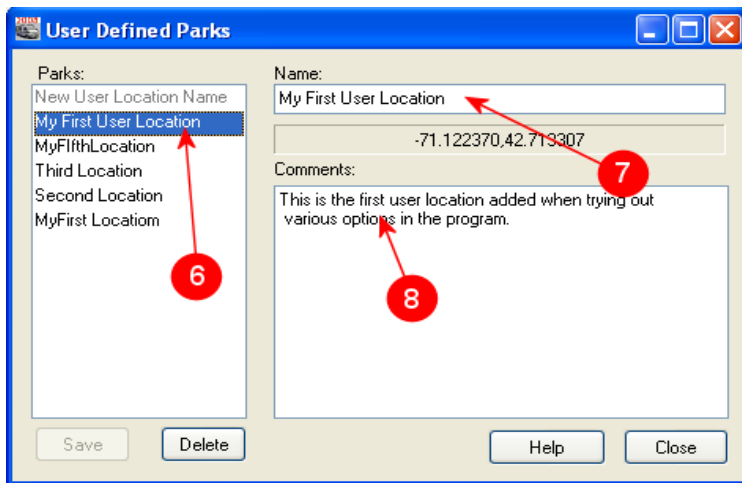 User Defined Parks
Parks:
New User Location Name
My First User Location
MyFIfthLocation
Third Location
Second Location
MyFirst Locatiom
Name:
My First User Location
-71.122370,42.713307
Comments:
This is the first user location added when trying out
various options in the program.
6
7
8
Save
Delete
Help
Close